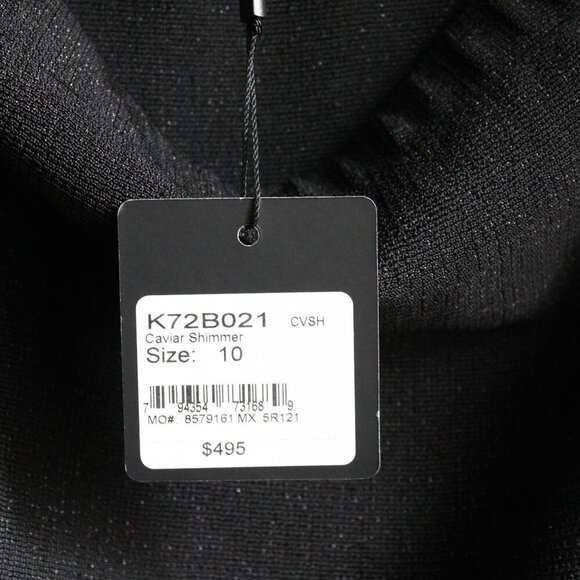 K72B021 CVSH
Caviar Shimmer
Size: 10
7 94354 73168 9
MO#: 8579161 MX 5R121
$495